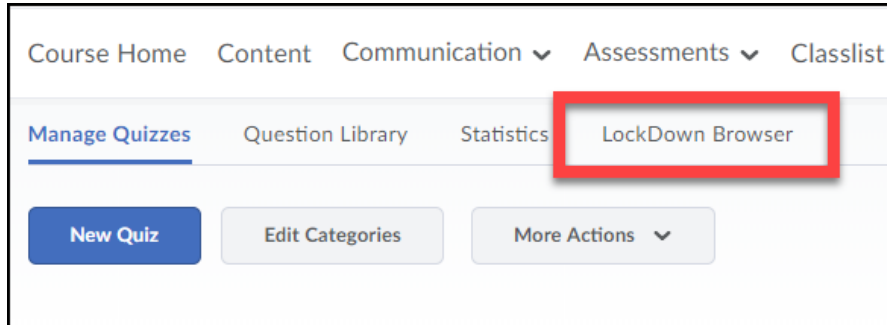 Course Home Content Communication Assessments Classlist
Manage Quizzes Question Library Statistics LockDown Browser
New Quiz Edit Categories More Actions